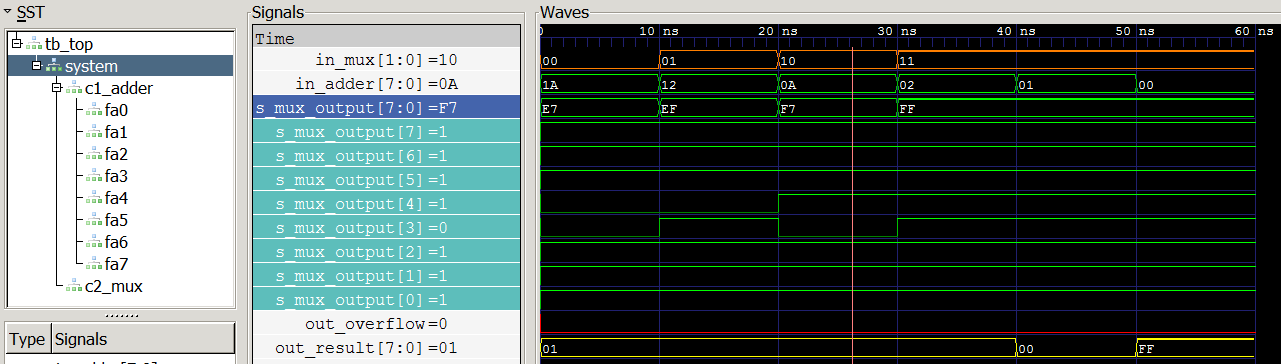 SST
tb_top
system
c1_adder
fa0
fa1
fa2
fa3
fa4
fa5
fa6
fa7
c2_mux
Type Signals
Signals
Time
in_mux[1:0]=10
in_adder[7:0]=0A
s_mux_output[7:0]=F7
s_mux_output[7]=1
s_mux_output[6]=1
s_mux_output[5]=1
s_mux_output[4]=1
s_mux_output[3]=0
s_mux_output[2]=1
s_mux_output[1]=1
s_mux_output[0]=1
out_overflow=0
out_result[7:0]=01
Waves
0 10 ns 20 ns 30 ns 40 ns 50 ns 60 ns
00 01 10 11
1A 12 0A 02 01 00
E7 EF F7 FF
01 00 FF